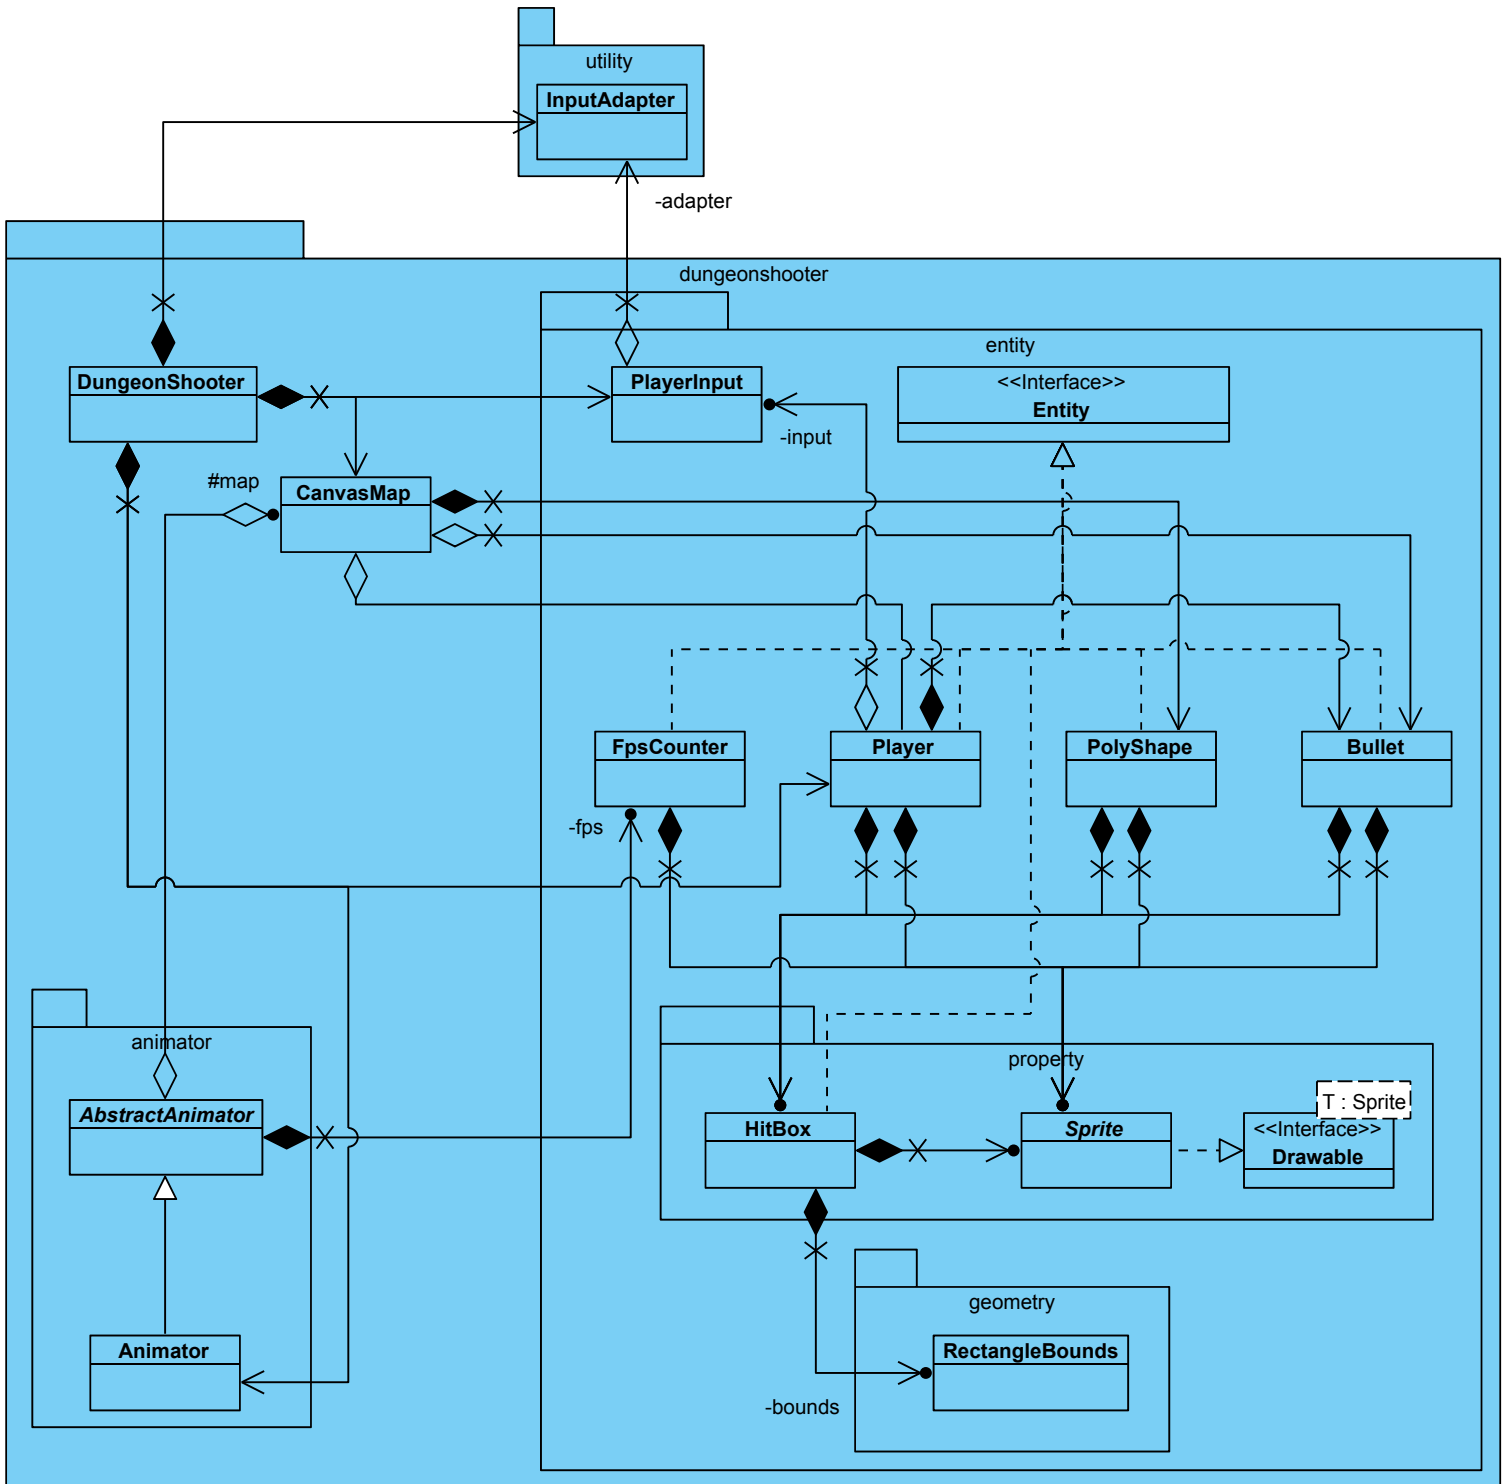 utility
InputAdapter
-adapter
dungeonshooter
entity
DungeonShooter
PlayerInput
<<Interface>>
Entity
-input
#map
CanvasMap
FpsCounter
Player
PolyShape
Bullet
-fps
animator
property
AbstractAnimator
T : Sprite
HitBox
Sprite
<<Interface>>
Drawable
geometry
Animator
RectangleBounds
-bounds